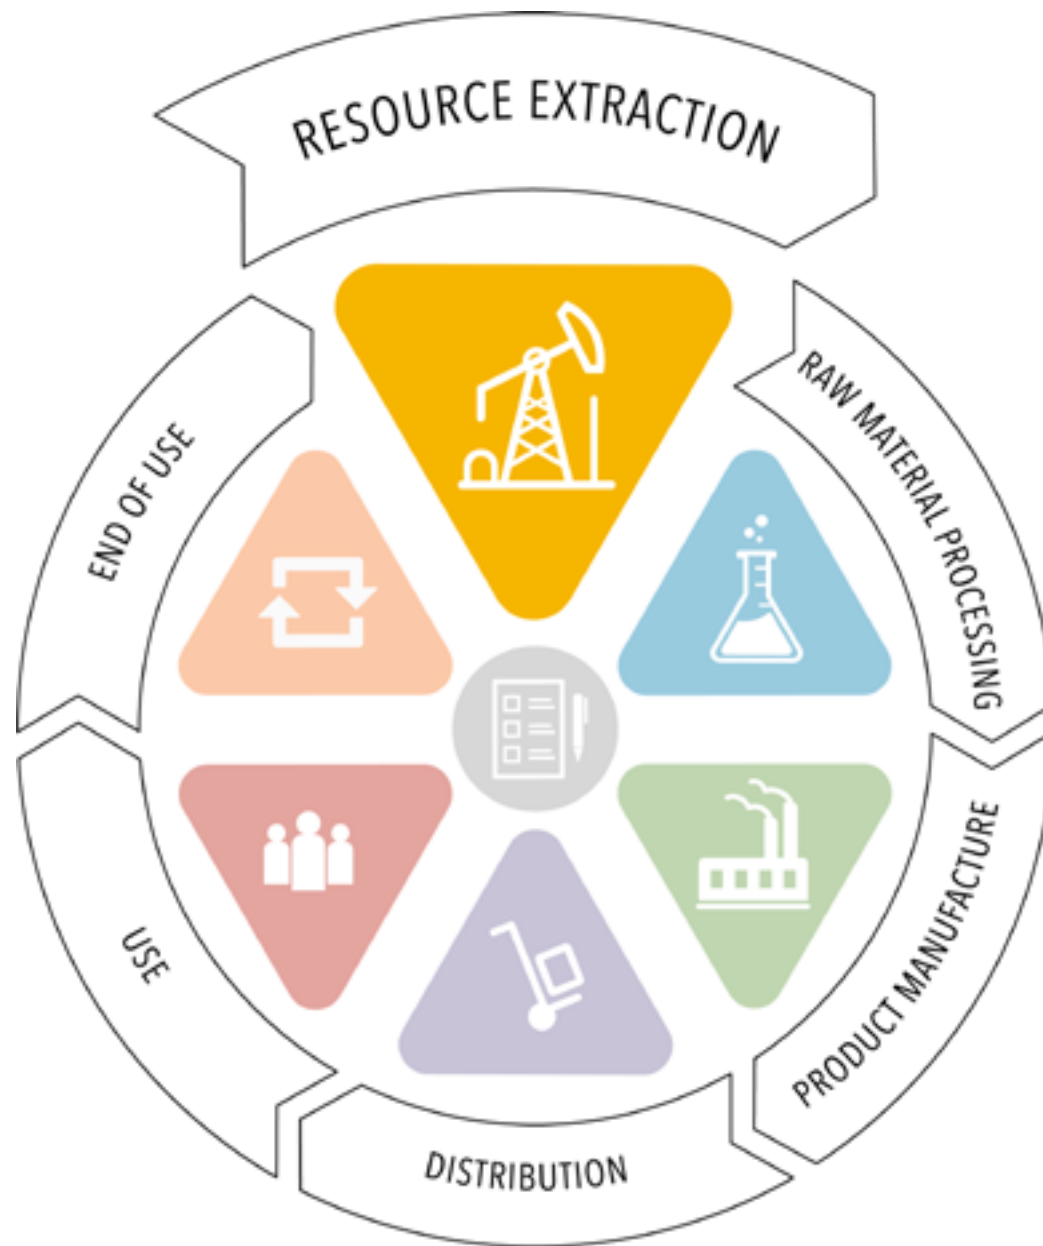 RESOURCE EXTRACTION
RAW MATERIAL PROCESSING
PRODUCT MANUFACTURE
DISTRIBUTION
USE
END OF USE